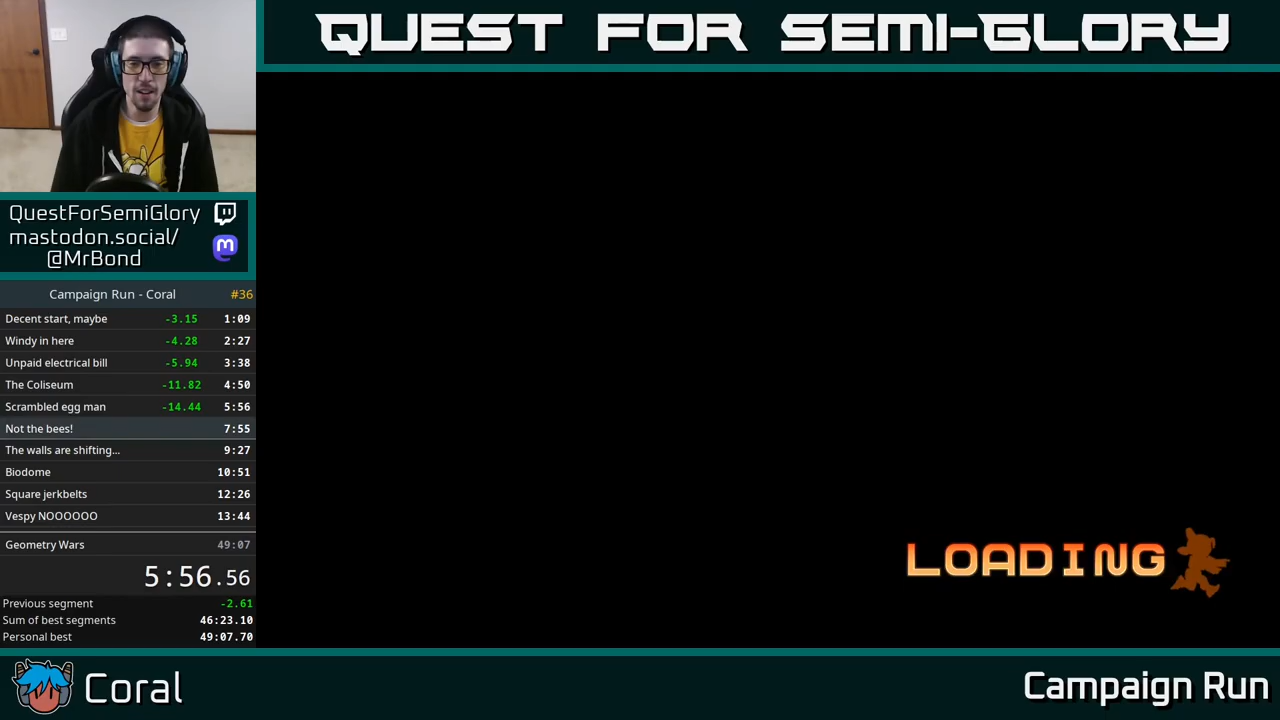 QUEST FOR SEMI-GLORY
QuestForSemiGlory
mastodon.social/
@MrBond
Campaign Run - Coral #36
Decent start, maybe -3.15 1:09
Windy in here -4.28 2:27
Unpaid electrical bill -5.94 3:38
The Coliseum -11.82 4:50
Scrambled egg man -14.44 5:56
Not the bees! 7:55
The walls are shifting... 9:27
Biodome 10:51
Square jerkbelts 12:26
Vespy NOOOOOO 13:44
Geometry Wars 49:07
5:56.56
Previous segment -2.61
Sum of best segments 46:23.10
Personal best 49:07.70
LOADING
Coral
Campaign Run